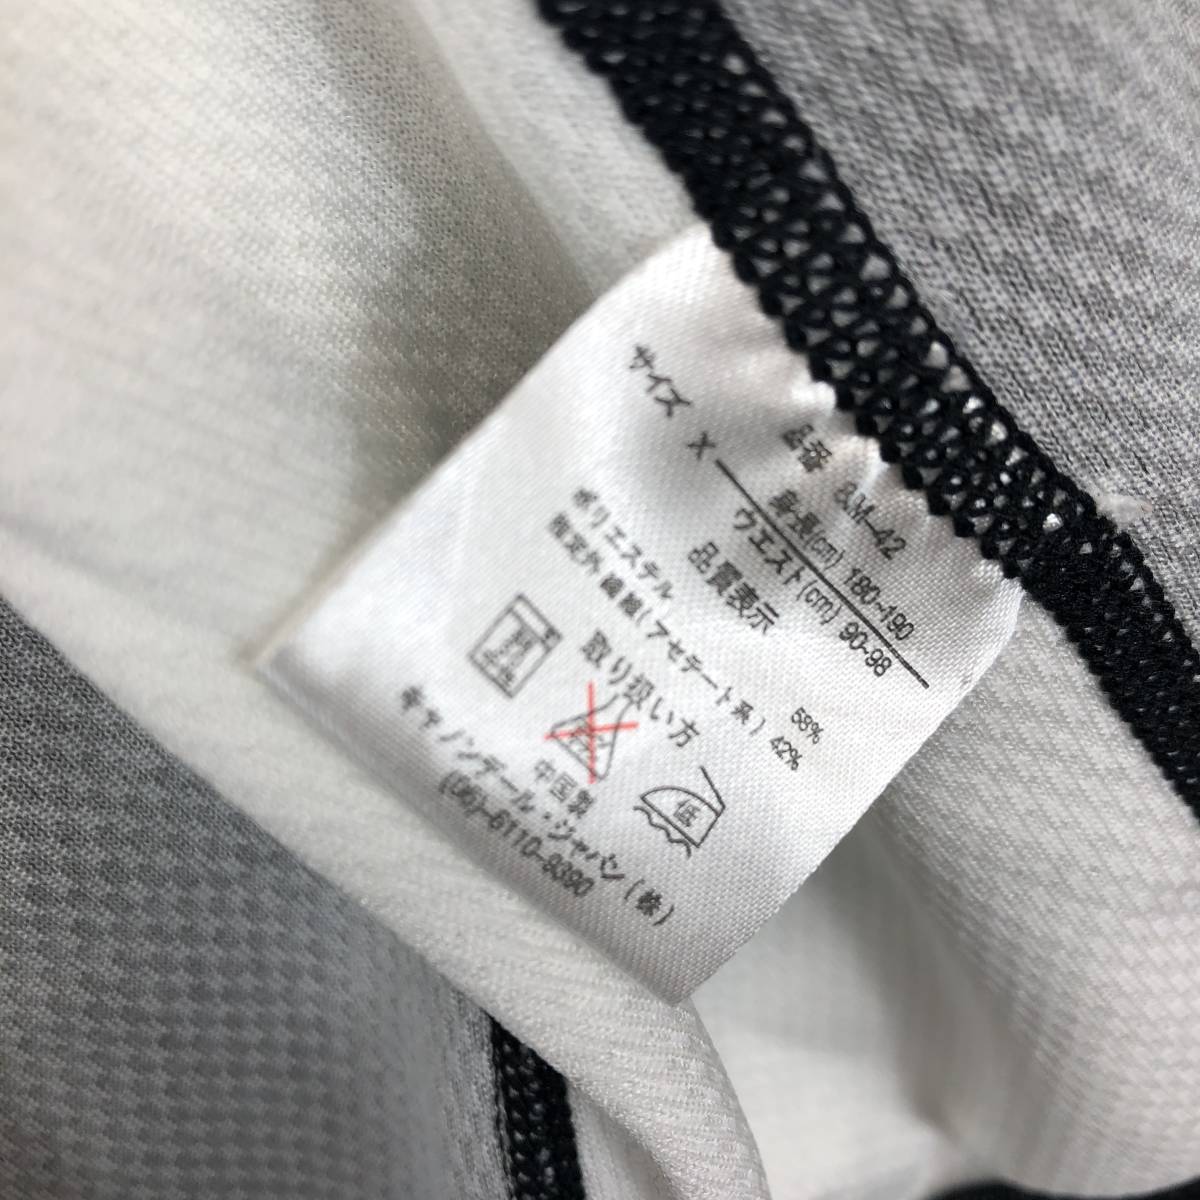 品番 8M-42
サイズ X 身長(cm) 180~190
ウエスト(cm) 90~98
品質表示
ポリエステル 58%
指定外繊維(アセテート系) 42%
取り扱い方
低
中国製
キャノンデール・ジャパン(株)
(06)-6110-9390